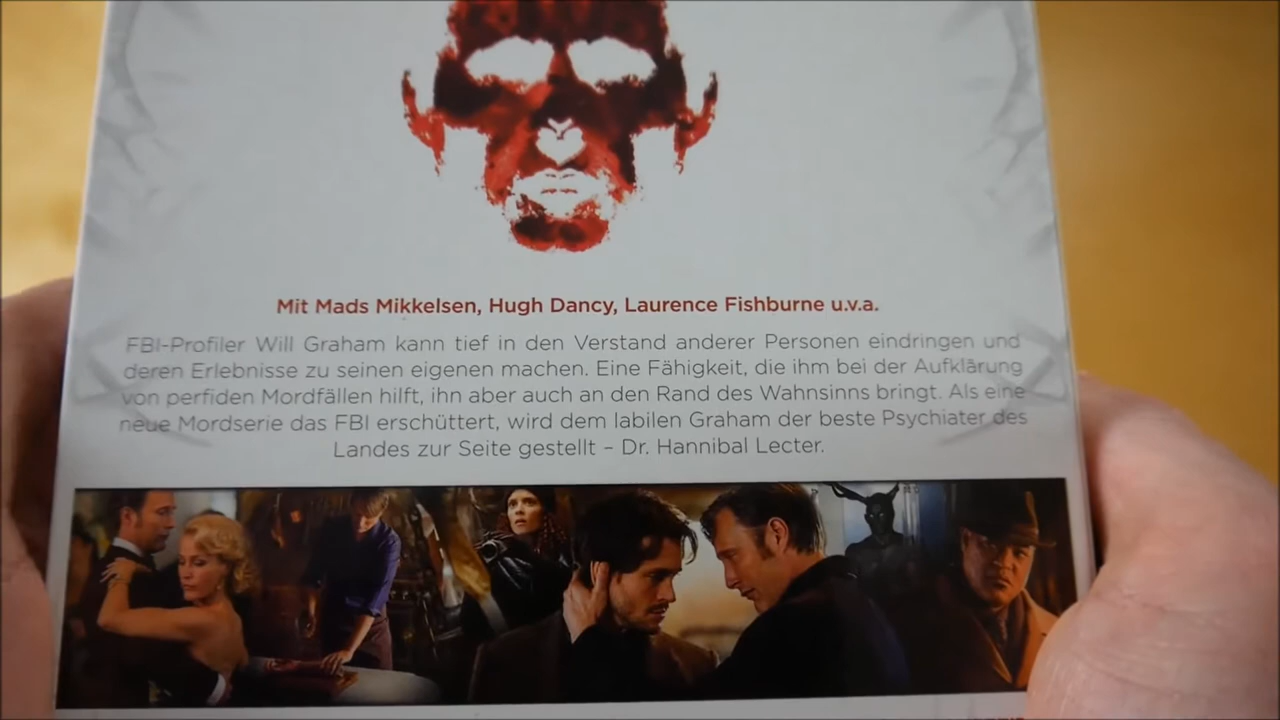 Mit Mads Mikkelsen, Hugh Dancy, Laurence Fishburne u.v.a.
FBI-Profiler Will Graham kann tief in den Verstand anderer Personen eindringen und
deren Erlebnisse zu seinen eigenen machen. Eine Fähigkeit, die ihm bei der Aufklärung
von perfiden Mordfällen hilft, ihn aber auch an den Rand des Wahnsinns bringt. Als eine
neue Mordserie das FBI erschüttert, wird dem labilen Graham der beste Psychiater des
Landes zur Seite gestellt – Dr. Hannibal Lecter.